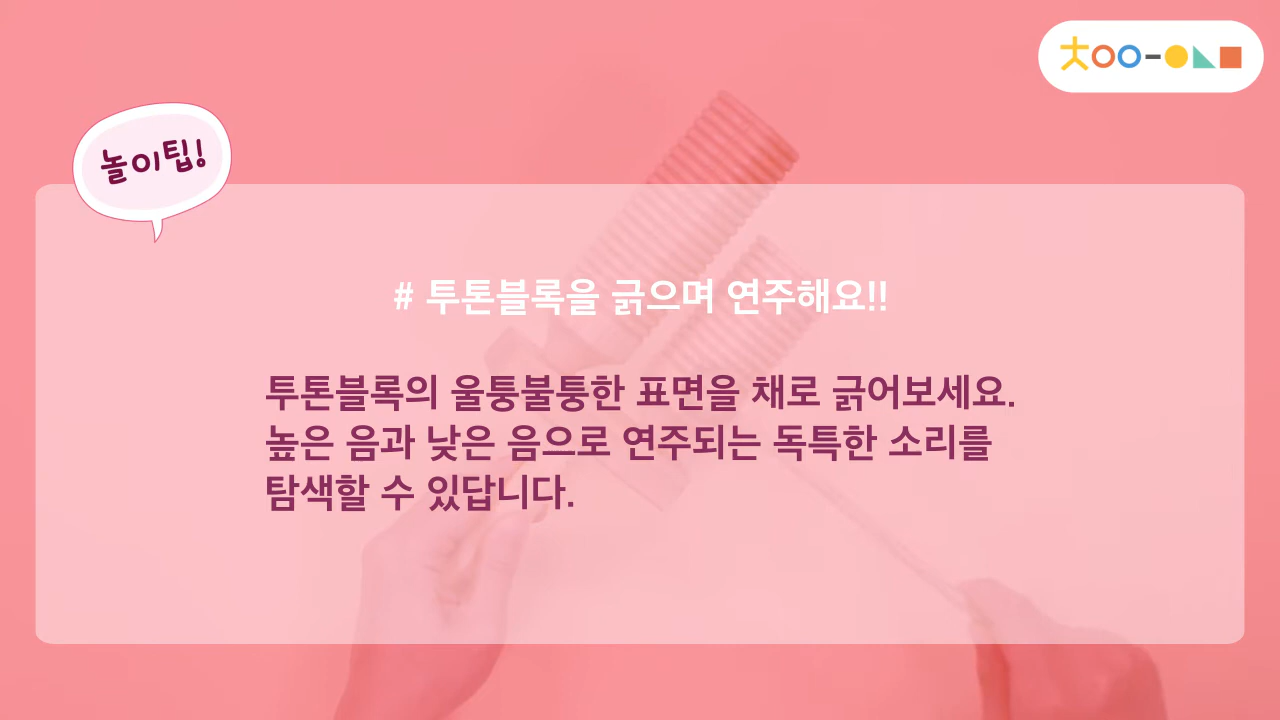 놀이팁!
# 투톤블록을 긁으며 연주해요!!
투톤블록의 울퉁불퉁한 표면을 채로 긁어보세요.
높은 음과 낮은 음으로 연주되는 독특한 소리를
탐색할 수 있답니다.